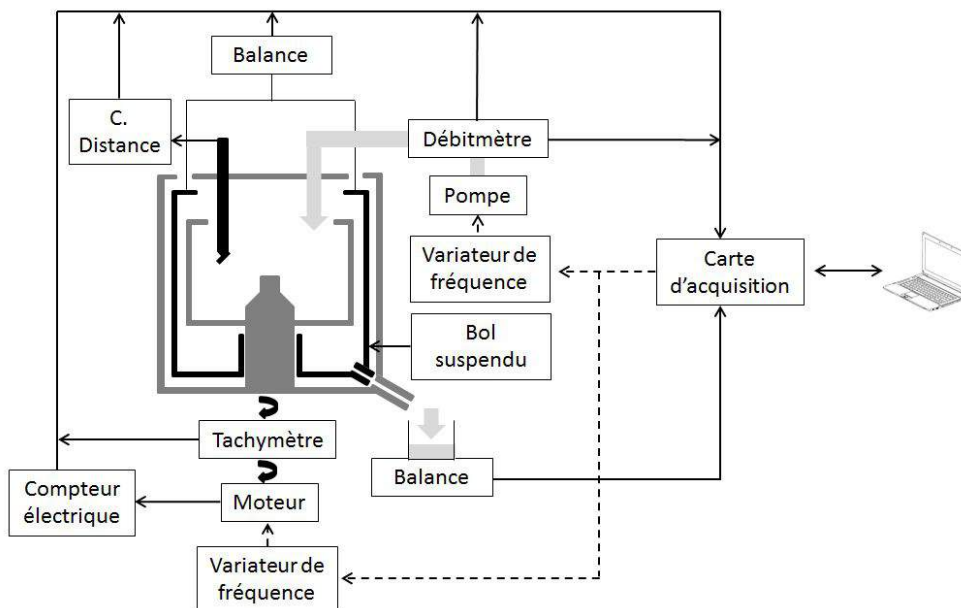 Balance
C.
Distance
Débitmètre
Pompe
Variateur de
fréquence
Carte
d'acquisition
Bol
suspendu
Tachymètre
Balance
Compteur
électrique
Moteur
Variateur de
fréquence